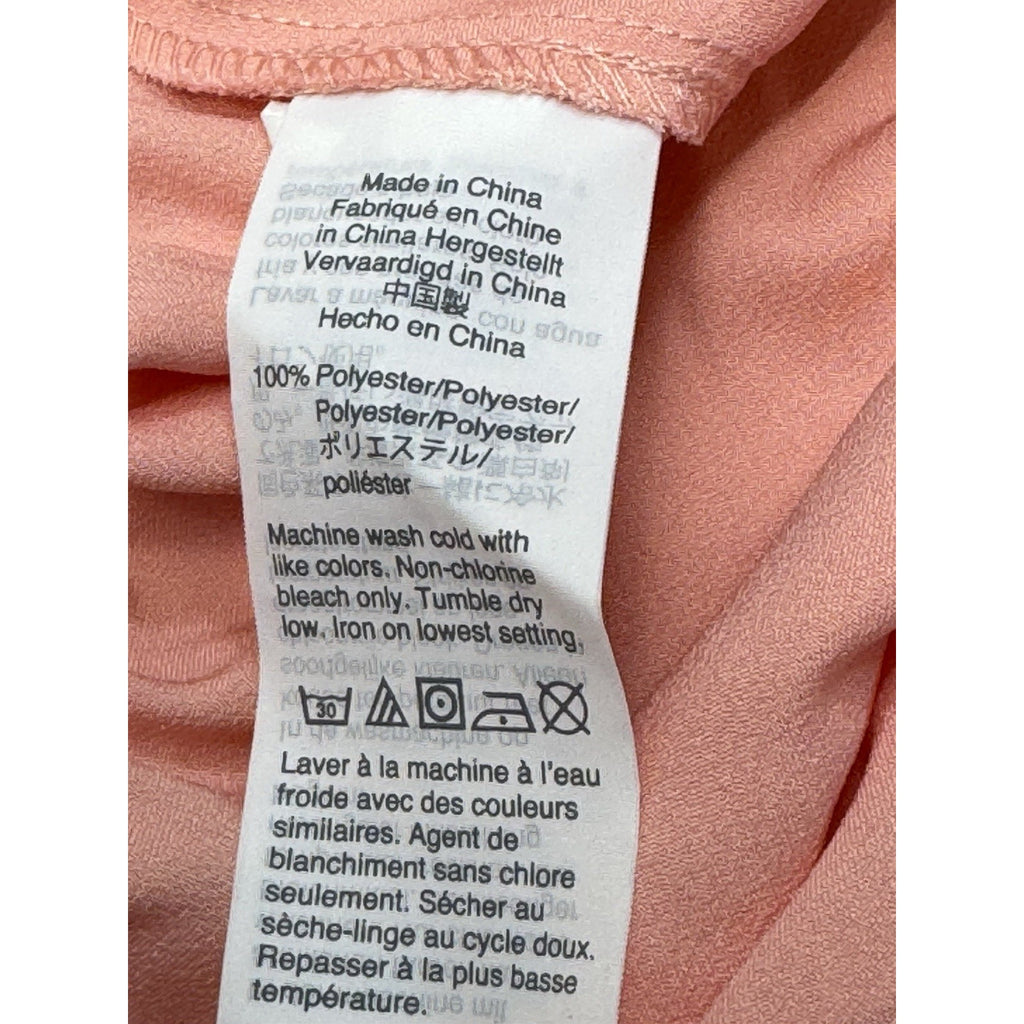 Made in China
Fabriqué en Chine
in China Hergestellt
Vervaardigd in China
中国製
Hecho en China
100% Polyester/Polyester/
Polyester/Polyester/
ポリエステル/
poliéster
Machine wash cold with
like colors. Non-chlorine
bleach only. Tumble dry
low. Iron on lowest setting.
30
Laver à la machine à l'eau
froide avec des couleurs
similaires. Agent de
blanchiment sans chlore
seulement. Sécher au
sèche-linge au cycle doux.
Repasser à la plus basse
température.